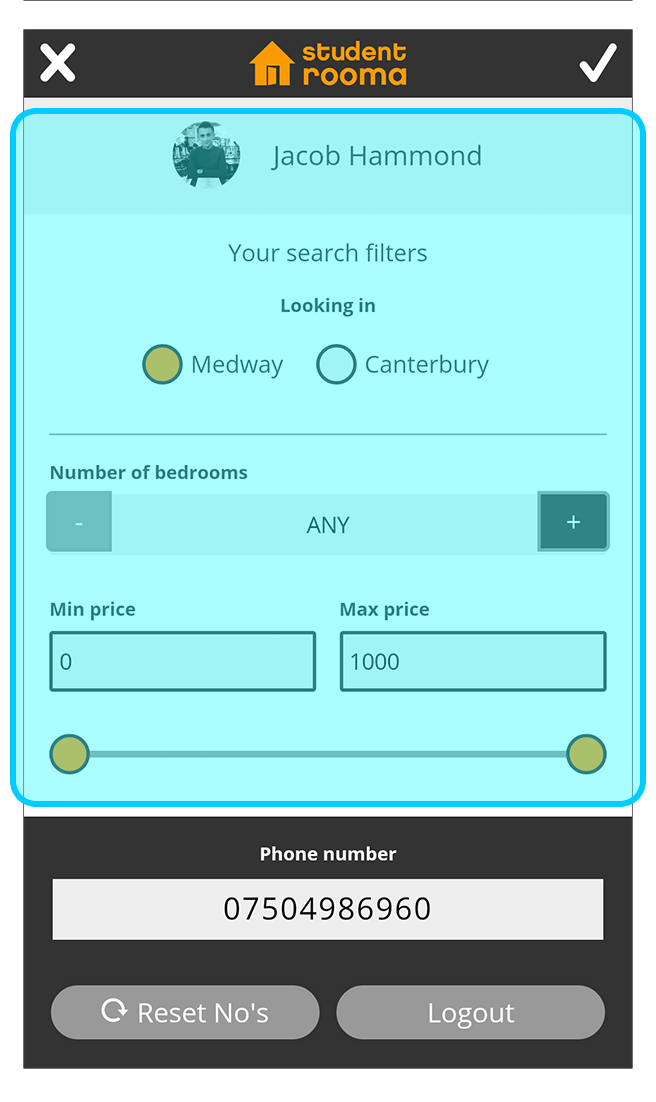 student
rooma
Jacob Hammond
Your search filters
Looking in
Medway Canterbury
Number of bedrooms
- ANY +
Min price Max price
0 1000
Phone number
07504986960
Reset No's Logout